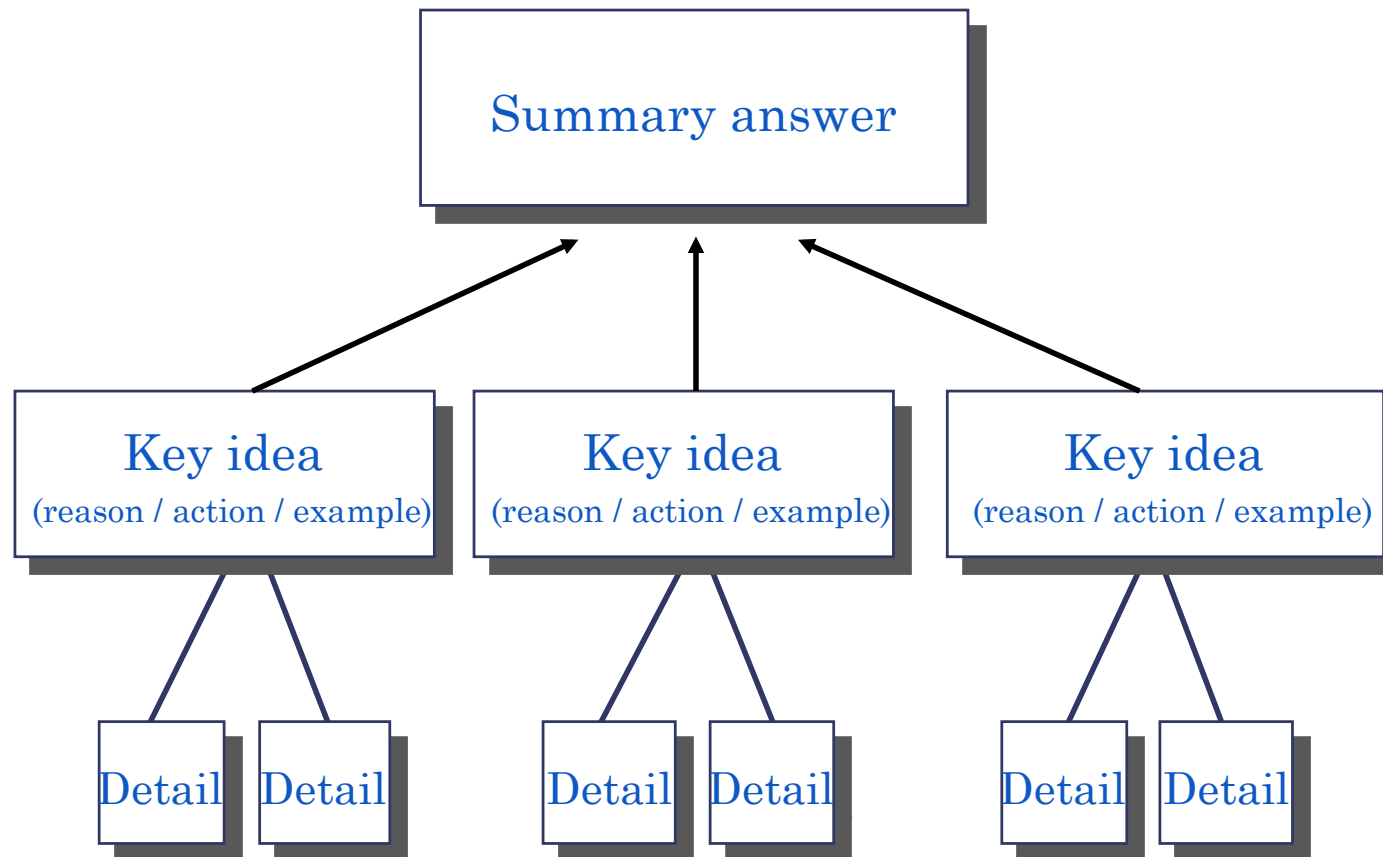 Summary answer
Key idea
(reason / action / example)
Key idea
(reason / action / example)
Key idea
(reason / action / example)
Detail
Detail
Detail
Detail
Detail
Detail